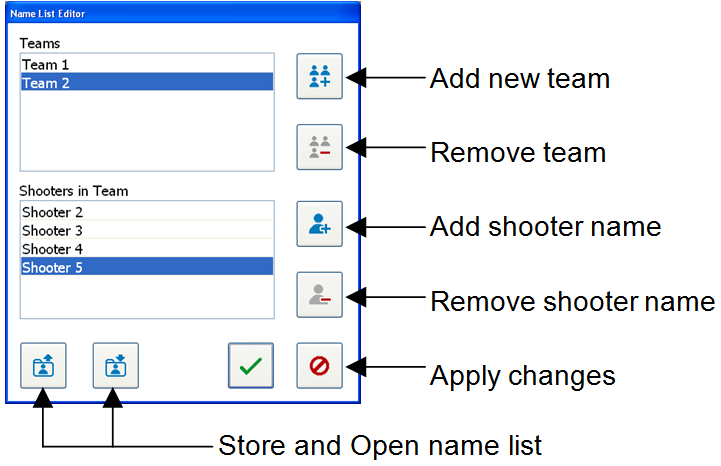 Name List Editor
Teams
Team 1
Team 2
Add new team
Remove team
Shooters in Team
Shooter 2
Shooter 3
Shooter 4
Shooter 5
Add shooter name
Remove shooter name
Apply changes
Store and Open name list